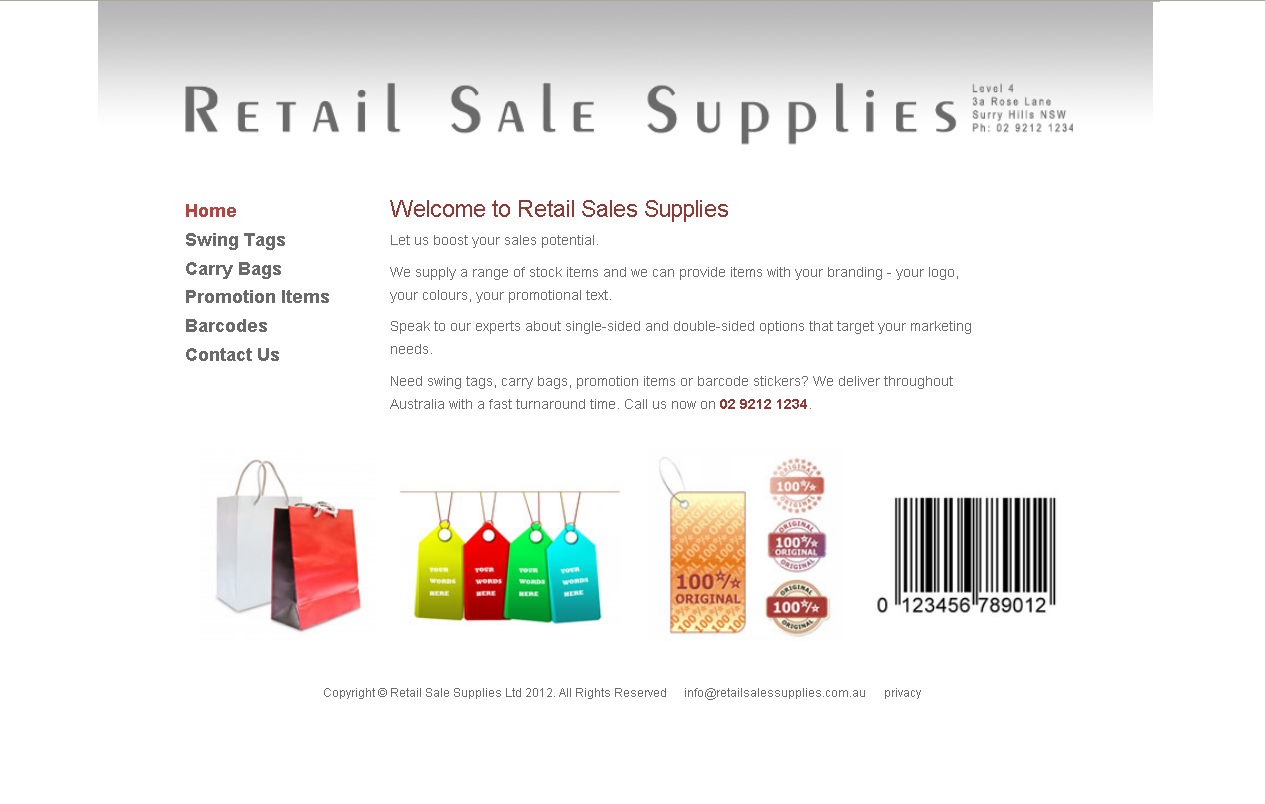 Retail Sale Supplies
Level 4
3a Rose Lane
Surry Hills NSW
Ph: 02 9212 1234
Home
Swing Tags
Carry Bags
Promotion Items
Barcodes
Contact Us
Welcome to Retail Sales Supplies
Let us boost your sales potential.
We supply a range of stock items and we can provide items with your branding - your logo,
your colours, your promotional text.
Speak to our experts about single-sided and double-sided options that target your marketing
needs.
Need swing tags, carry bags, promotion items or barcode stickers? We deliver throughout
Australia with a fast turnaround time. Call us now on 02 9212 1234.
YOUR WORDS HERE
YOUR WORDS HERE
YOUR WORDS HERE
YOUR WORDS HERE
100%
ORIGINAL
ORIGINAL
100%
ORIGINAL
ORIGINAL
100%
ORIGINAL
ORIGINAL
100%
ORIGINAL
0 123456 789012
Copyright © Retail Sale Supplies Ltd 2012. All Rights Reserved info@retailsalessupplies.com.au privacy